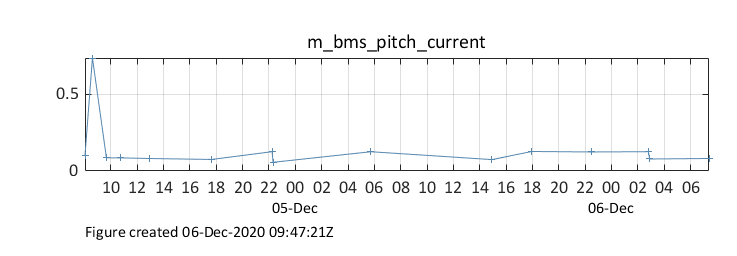 m_bms_pitch_current
0.5
0
10 12 14 16 18 20 22 00 02 04 06 08 10 12 14 16 18 20 22 00 02 04 06
05-Dec 06-Dec
Figure created 06-Dec-2020 09:47:21Z